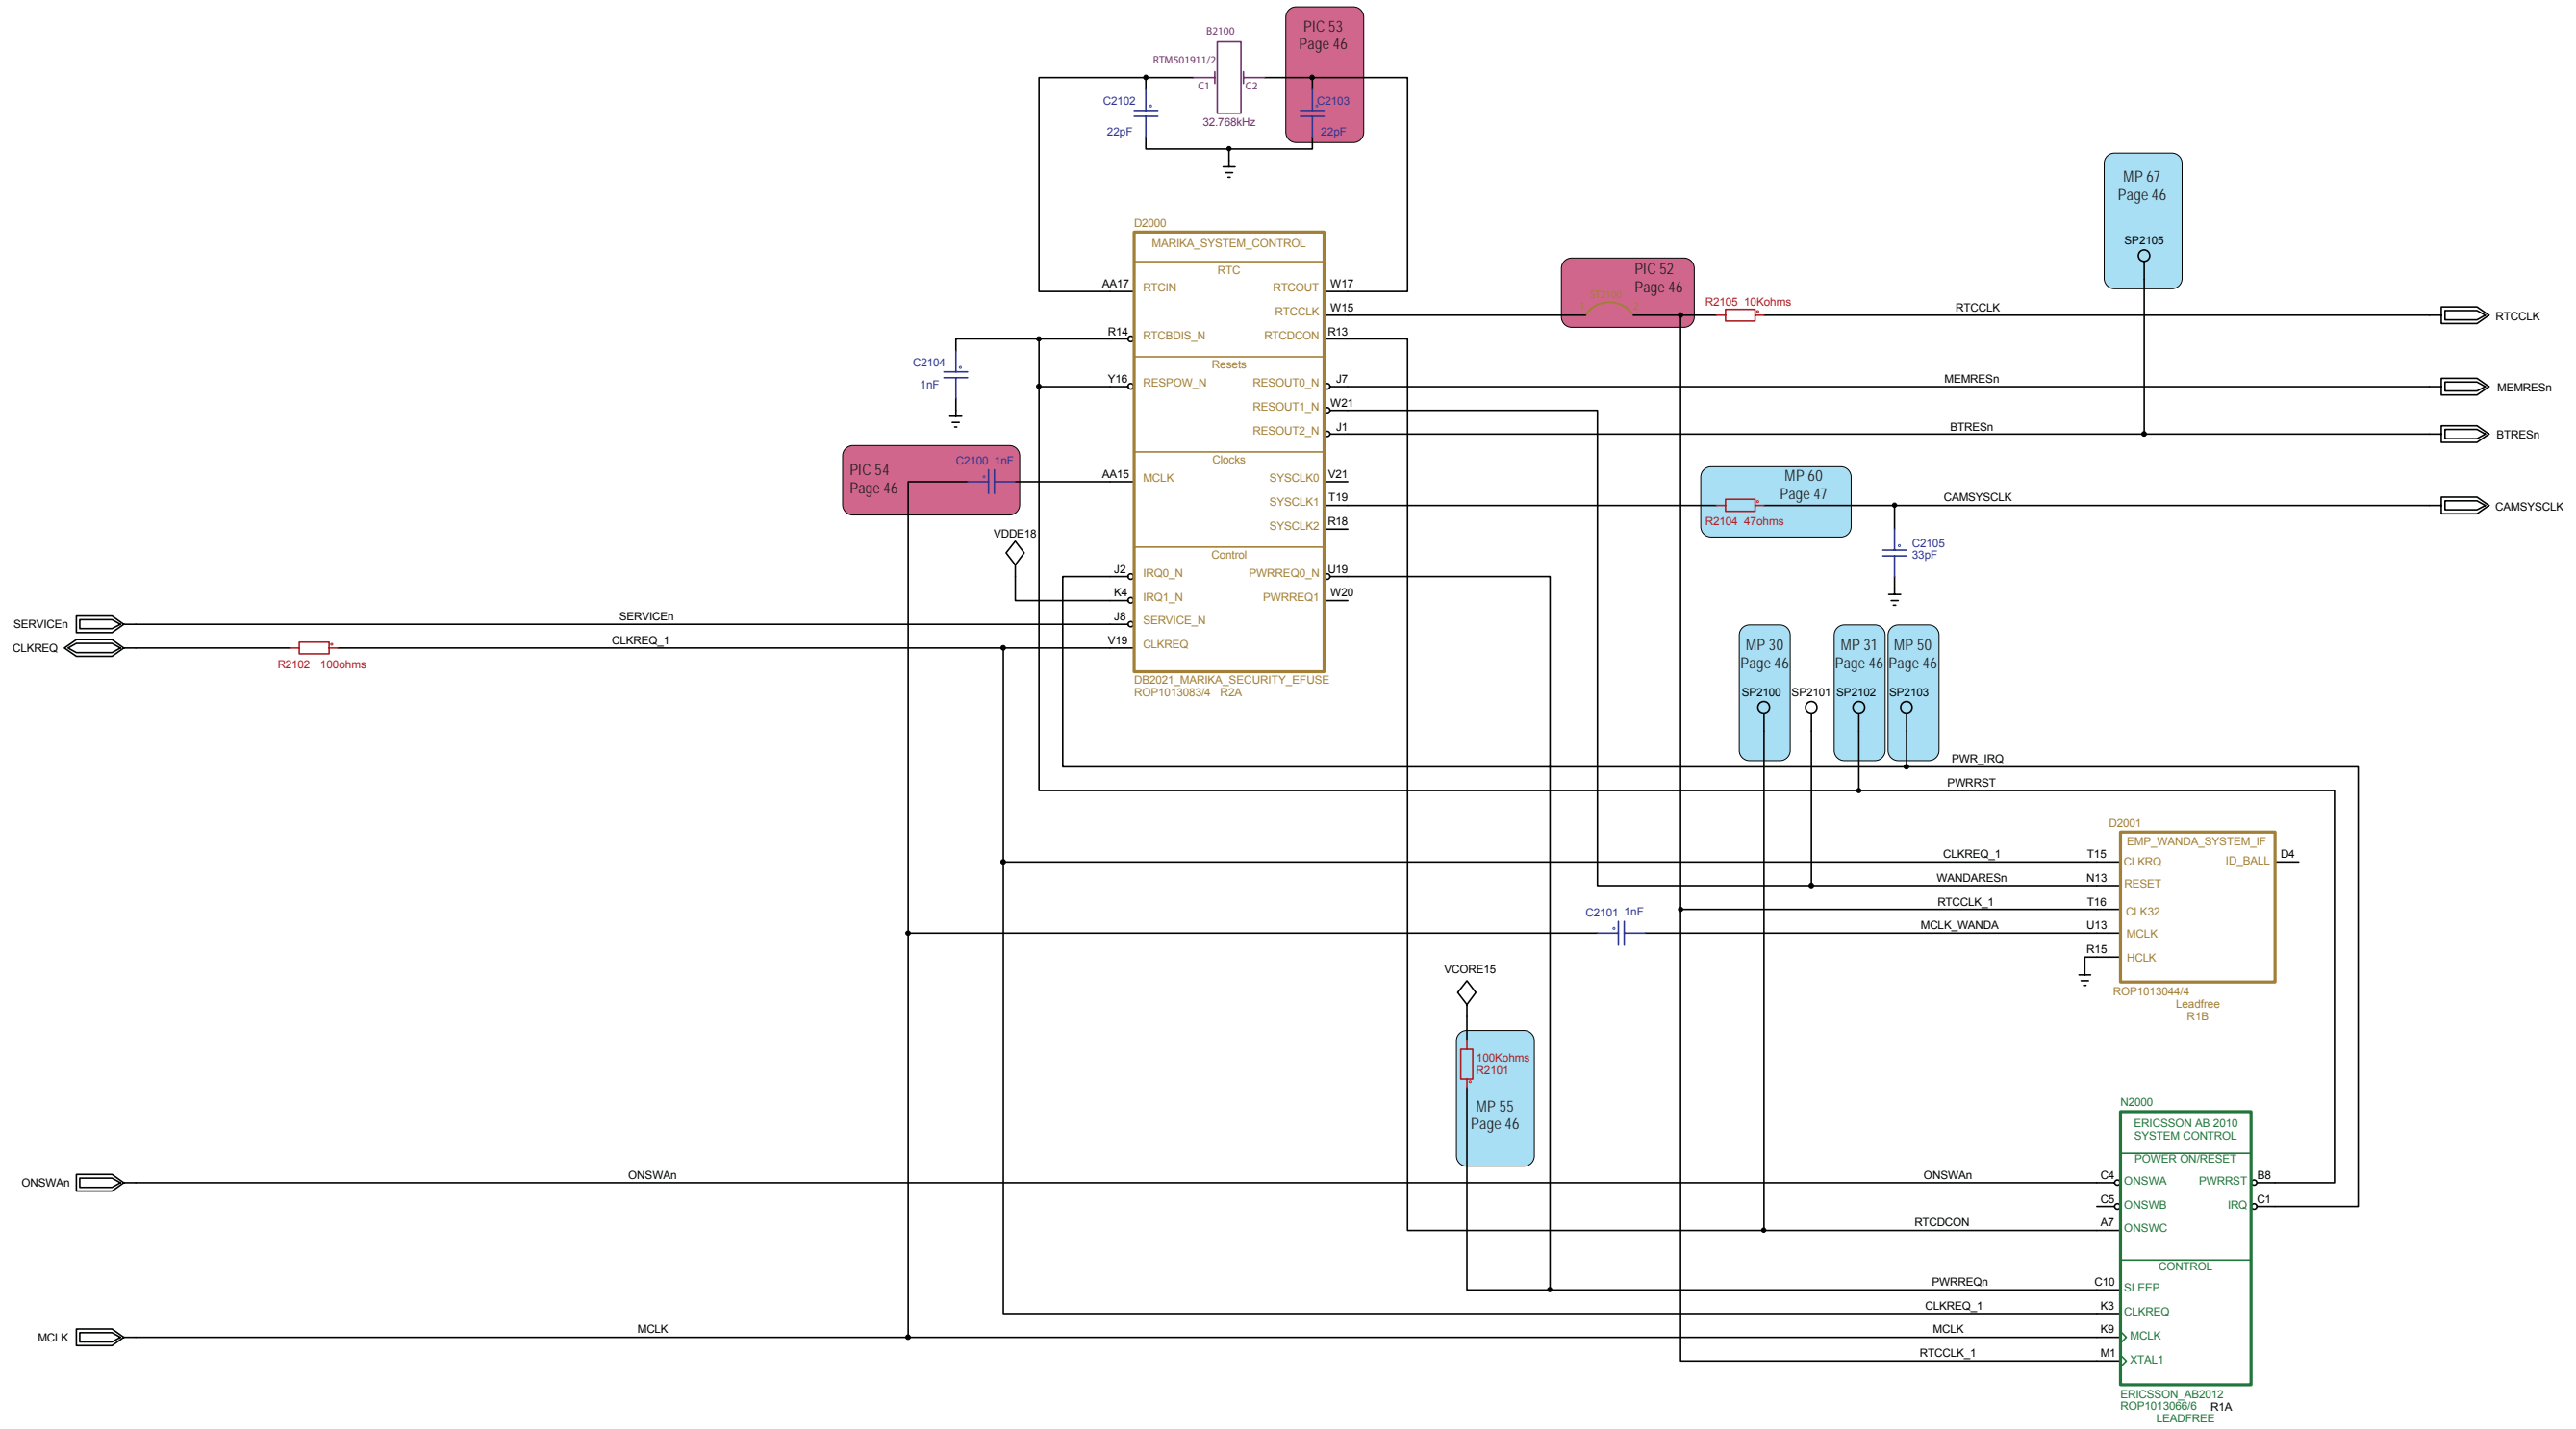 PIC 53
Page 46
B2100
RTM501911/2
C1
C2
32.768kHz
C2102
22pF
C2103
22pF
MP 67
Page 46
SP2105
D2000
MARIKA_SYSTEM_CONTROL
RTC
AA17 RTCIN RTCOUT W17
RTCCLK W15
R14 RTCBDIS_N RTCDCON R13
Resets
Y16 RESPOW_N RESOUT0_N J7
RESOUT1_N W21
RESOUT2_N J1
Clocks
AA15 MCLK SYSCLK0 V21
SYSCLK1 T19
SYSCLK2 R18
Control
J2 IRQ0_N PWRREQ0_N U19
K4 IRQ1_N PWRREQ1 W20
J8 SERVICE_N
V19 CLKREQ
DB2021_MARIKA_SECURITY_EFUSE
ROP1013083/4 R2A
PIC 52
Page 46
R2105 10Kohms
RTCCLK
RTCCLK
MEMRESn
MEMRESn
BTRESn
BTRESn
C2104
1nF
PIC 54
Page 46
C2100 1nF
MP 60
Page 47
R2104 47ohms
CAMSYSCLK
CAMSYSCLK
C2105
33pF
VDDE18
SERVICEn
SERVICEn
CLKREQ
CLKREQ_1
R2102 100ohms
MP 30
Page 46
SP2100
SP2101
MP 31
Page 46
SP2102
MP 50
Page 46
SP2103
PWR_IRQ
PWRRST
D2001
EMP_WANDA_SYSTEM_IF
CLKREQ_1 T15 CLKRQ ID_BALL D4
WANDARESn N13 RESET
RTCCLK_1 T16 CLK32
C2101 1nF
MCLK_WANDA U13 MCLK
R15 HCLK
ROP1013044/4
Leadfree
R1B
VCORE15
100Kohms
R2101
MP 55
Page 46
N2000
ERICSSON AB 2010
SYSTEM CONTROL
POWER ON/RESET
ONSWAn
ONSWAn
ONSWAn C4 ONSWA PWRRST B8
C5 ONSWB IRQ C1
RTCDCON A7 ONSWC
CONTROL
PWRREQn C10 SLEEP
CLKREQ_1 K3 CLKREQ
MCLK
MCLK
MCLK K9 MCLK
RTCCLK_1 M1 XTAL1
ERICSSON_AB2012
ROP1013066/6 R1A
LEADFREE